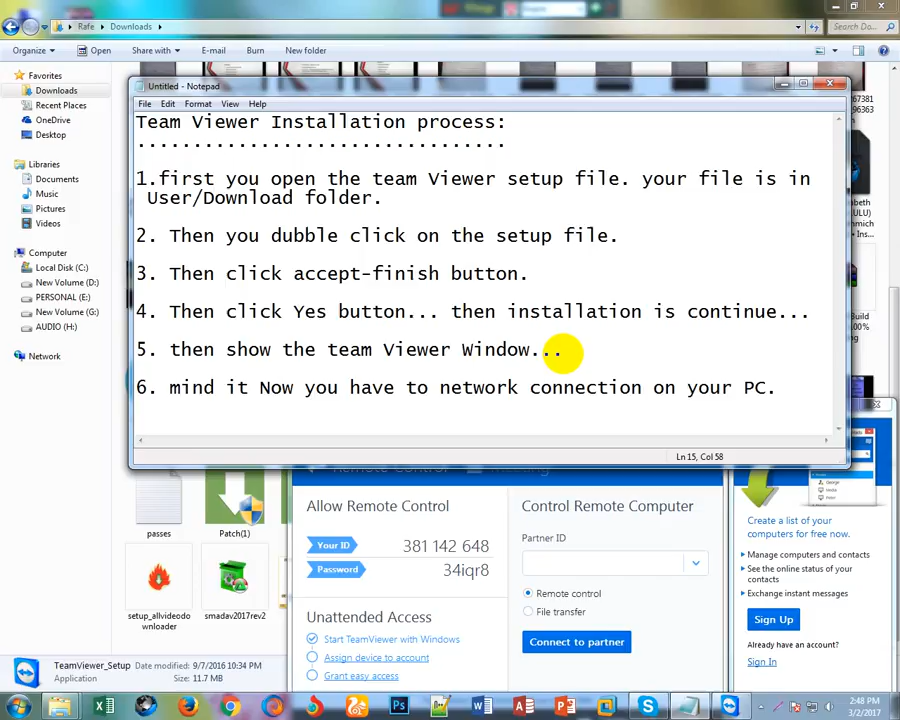 Rafe
Downloads
Search Do...
Organize
Open
Share with
E-mail
Burn
New folder
Favorites
Downloads
Recent Places
OneDrive
Desktop
Libraries
Documents
Music
Pictures
Videos
Computer
Local Disk (C:)
New Volume (D:)
PERSONAL (E:)
New Volume (G:)
AUDIO (H:)
Network
Untitled - Notepad
File Edit Format View Help
Team Viewer Installation process:
.................................
1.first you open the team Viewer setup file. your file is in
User/Download folder.
2. Then you dubble click on the setup file.
3. Then click accept-finish button.
4. Then click Yes button... then installation is continue...
5. then show the team Viewer Window...
6. mind it Now you have to network connection on your PC.
Ln 15, Col 58
passes
Patch(1)
setup_allvideodo
wnloader
smadav2017rev2
Remote Control
Meeting
Allow Remote Control
Your ID
381 142 648
Password
34iqr8
Unattended Access
Start TeamViewer with Windows
Assign device to account
Grant easy access
Control Remote Computer
Partner ID
Remote control
File transfer
Connect to partner
Create a list of your
computers for free now.
Manage computers and contacts
See the online status of your
contacts
Exchange instant messages
Sign Up
Already have an account?
Sign In
TeamViewer_Setup
Date modified: 9/7/2016 10:34 PM
Application
Size: 11.7 MB
2:48 PM
3/2/2017